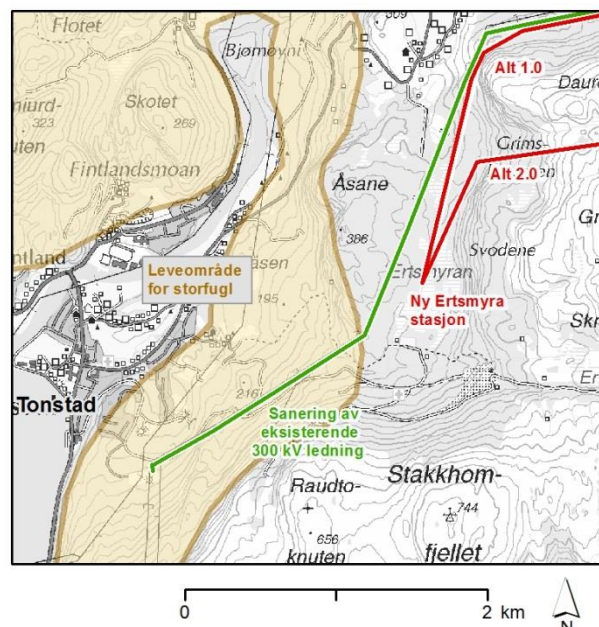 Flotet
Bjørnovni
309
Skotet
323
269
Fintlandsmoan
Alt 1.0
Grims-
Alt 2.0
Åsane
386
Svodene
Leveområde
for storfugl
195
Ertsmyran
Ny Ertsmyra
stasjon
216
Tonstad
Sanering av
eksisterende
300 kV ledning
Stakkhom-
Raudto-
744
656
knuten
fjellet
0
2 km
N